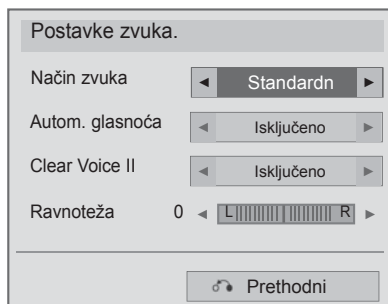 Postavke zvuka.
Način zvuka ◄ Standardn ►
Autom. glasnoća ◄ Isključeno ►
Clear Voice II ◄ Isključeno ►
Ravnoteža 0 ◄ L R ►
Prethodni